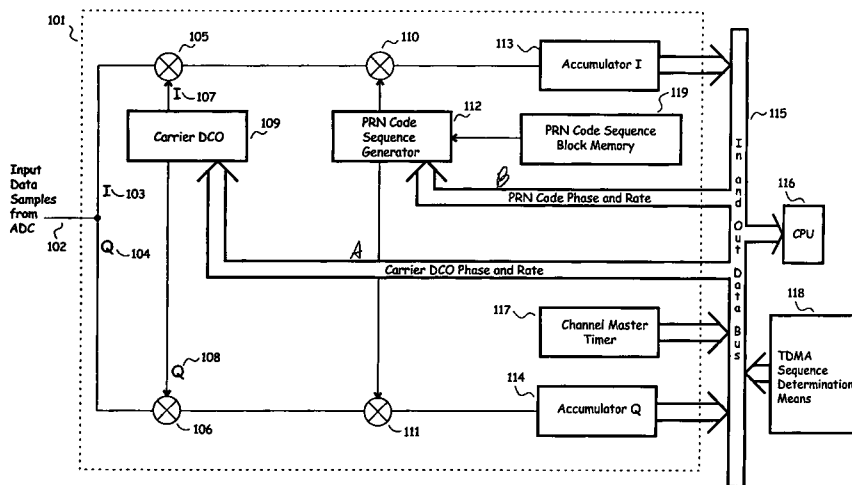 101
105
110
113
Accumulator I
I
107
112
119
115
Carrier DCO
109
PRN Code
Sequence
Generator
PRN Code Sequence
Block Memory
Input
Data
Samples
from
ADC
102
I
103
Q
104
B
PRN Code Phase and Rate
116
CPU
A
Carrier DCO Phase and Rate
In and Out Data Bus
117
Channel Master
Timer
118
TDMA
Sequence
Determination
Means
108
Q
114
Accumulator Q
106
111